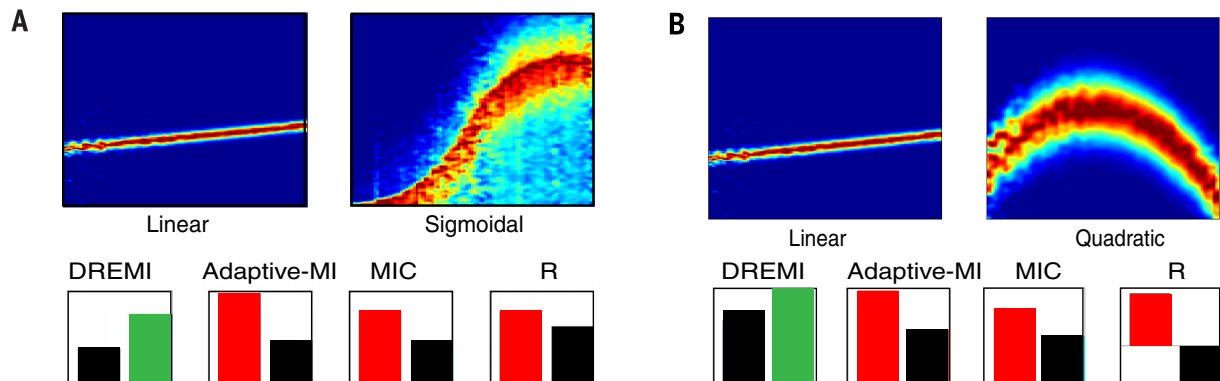 A
Linear
Sigmoidal
DREMI
Adaptive-MI
MIC
R
B
Linear
Quadratic
DREMI
Adaptive-MI
MIC
R